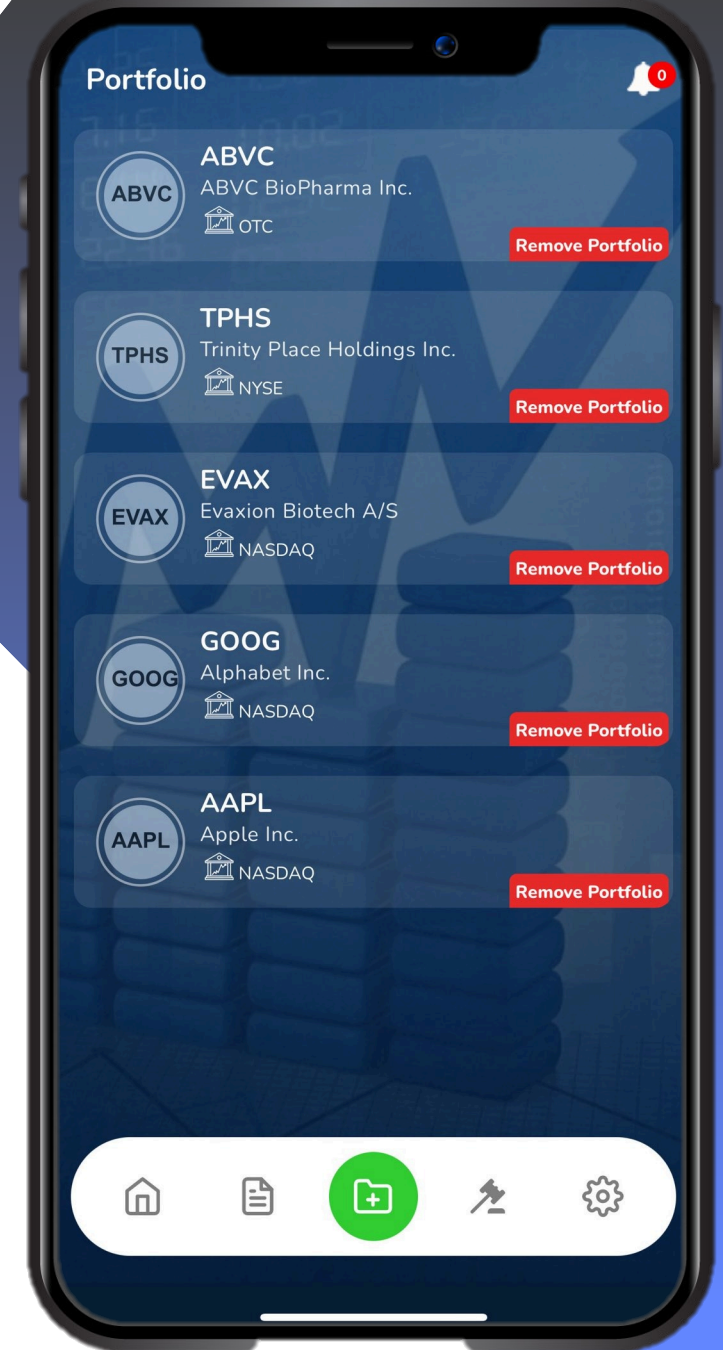 Portfolio
0
ABVC
ABVC
ABVC BioPharma Inc.
OTC
Remove Portfolio
TPHS
TPHS
Trinity Place Holdings Inc.
NYSE
Remove Portfolio
EVAX
EVAX
Evaxion Biotech A/S
NASDAQ
Remove Portfolio
GOOG
GOOG
Alphabet Inc.
NASDAQ
Remove Portfolio
AAPL
AAPL
Apple Inc.
NASDAQ
Remove Portfolio